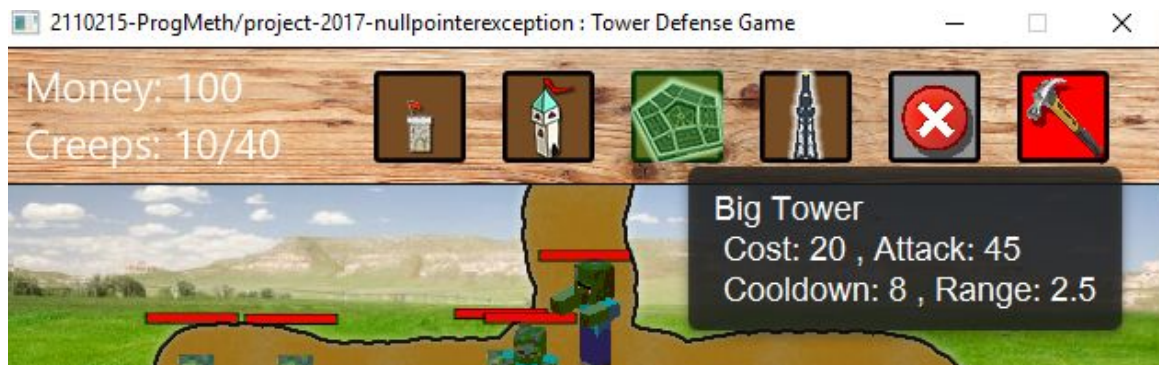 2110215-ProgMeth/project-2017-nullpointerexception : Tower Defense Game
Money: 100
Creeps: 10/40
Big Tower
Cost: 20 , Attack: 45
Cooldown: 8 , Range: 2.5